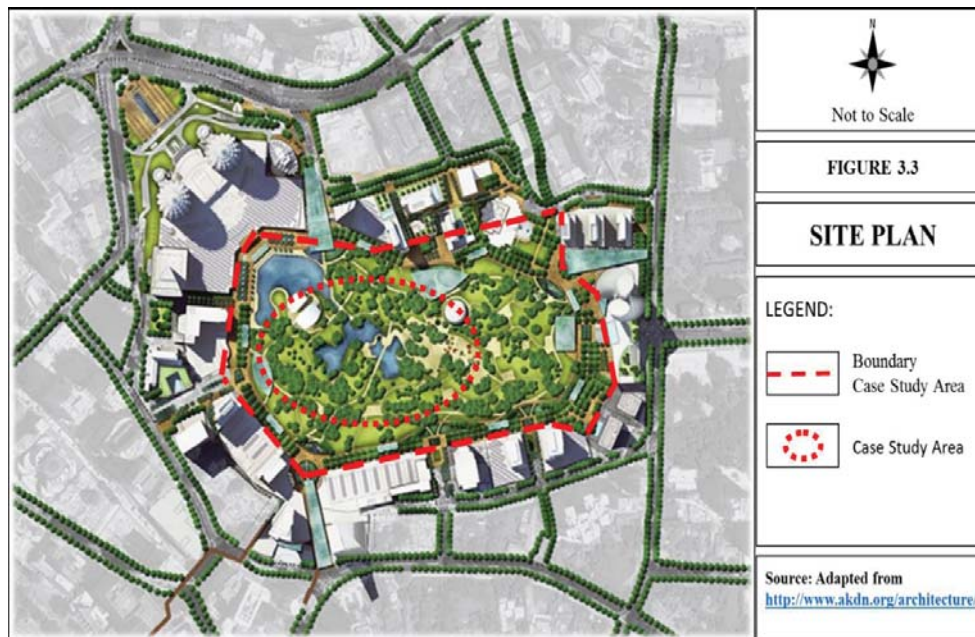 N
Not to Scale
FIGURE 3.3
SITE PLAN
LEGEND:
Boundary
Case Study Area
Case Study Area
Source: Adapted from
http://www.akdn.org/architecture/